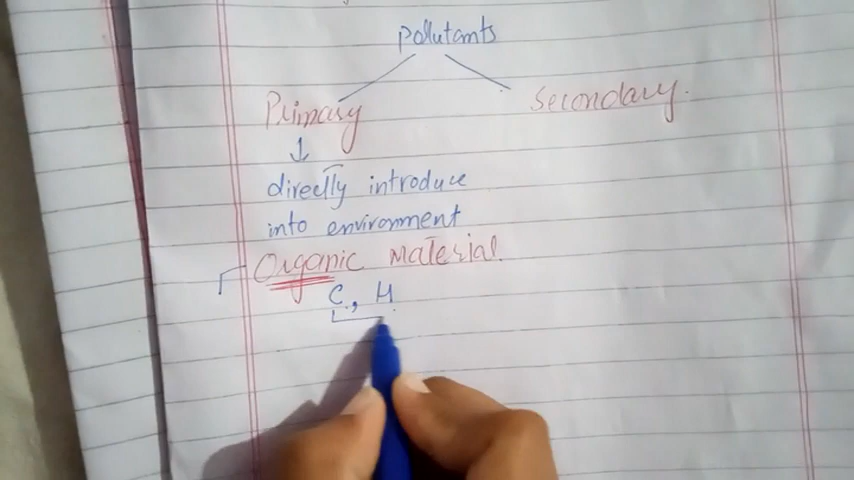 Pollutants
Primary Secondary.
directly introduce
into environment
Organic Material.
C, H